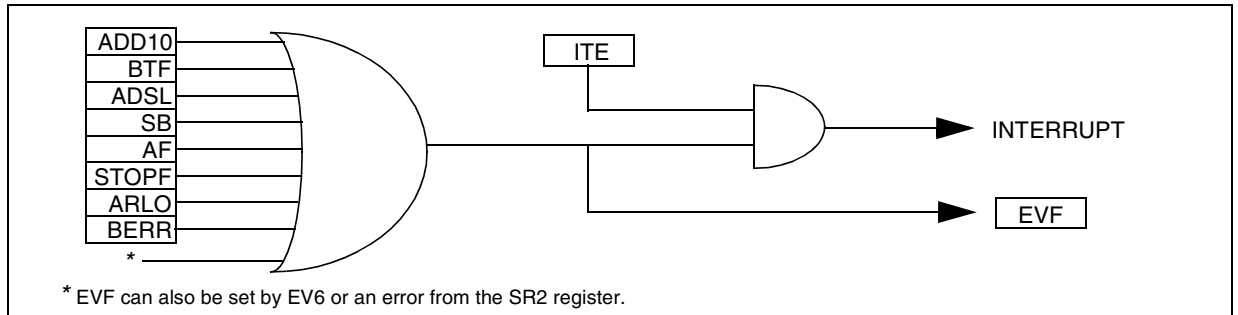 ADD10
BTF
ADSL
SB
AF
STOPF
ARLO
BERR
*
ITE
INTERRUPT
EVF
* EVF can also be set by EV6 or an error from the SR2 register.